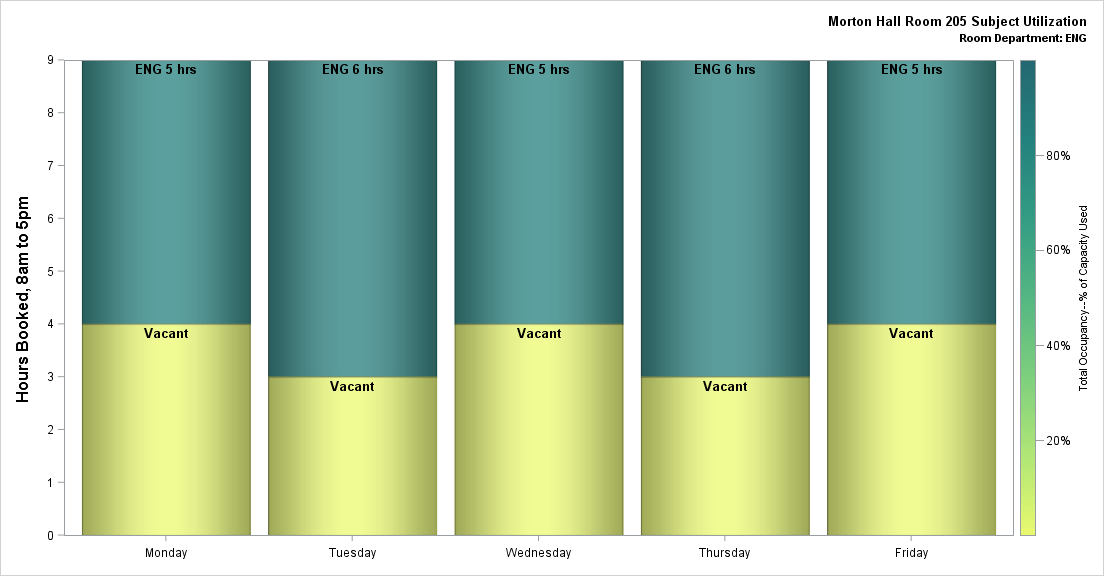 Morton Hall Room 205 Subject Utilization
Room Department: ENG
Hours Booked, 8am to 5pm
9
8
7
6
5
4
3
2
1
0
ENG 5 hrs
ENG 6 hrs
ENG 5 hrs
ENG 6 hrs
ENG 5 hrs
Vacant
Vacant
Vacant
Vacant
Vacant
Monday
Tuesday
Wednesday
Thursday
Friday
80%
60%
40%
20%
Total Occupancy--% of Capacity Used